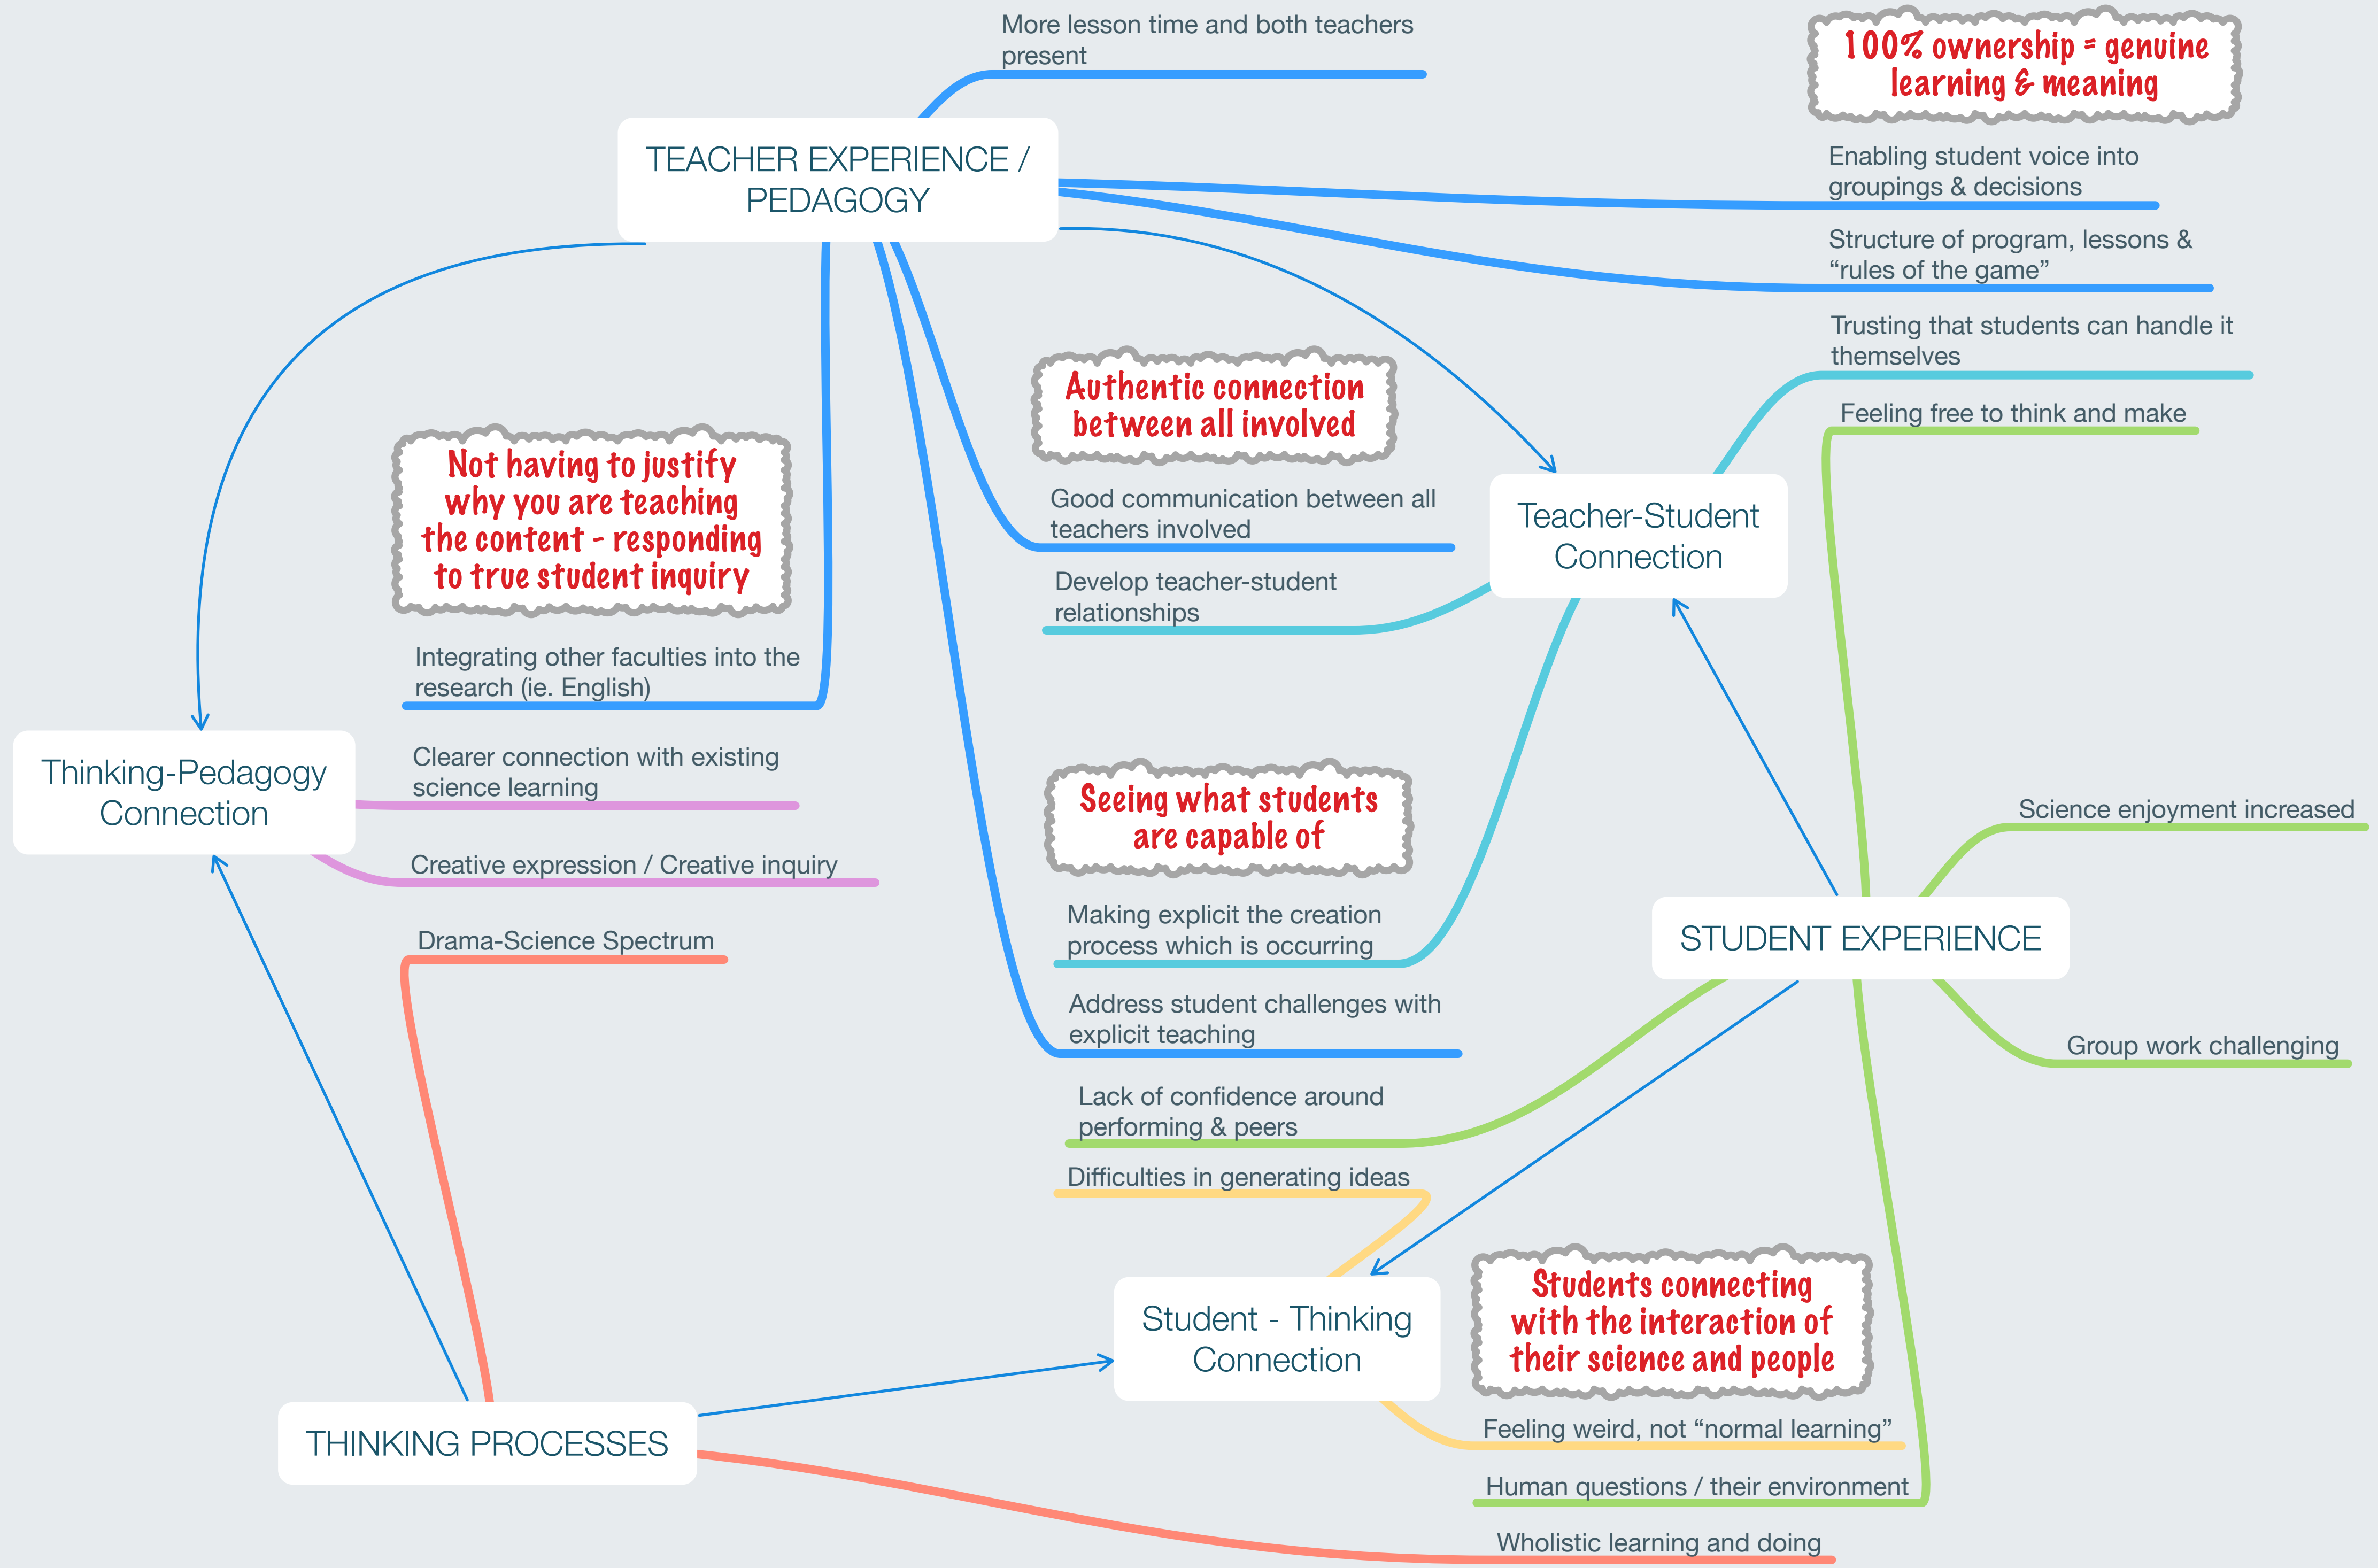 More lesson time and both teachers
present
100% ownership = genuine
learning & meaning
TEACHER EXPERIENCE /
PEDAGOGY
Enabling student voice into
groupings & decisions
Structure of program, lessons &
“rules of the game”
Trusting that students can handle it
themselves
Feeling free to think and make
Authentic connection
between all involved
Not having to justify
why you are teaching
the content - responding
to true student inquiry
Good communication between all
teachers involved
Teacher-Student
Connection
Develop teacher-student
relationships
Integrating other faculties into the
research (ie. English)
Thinking-Pedagogy
Connection
Clearer connection with existing
science learning
Creative expression / Creative inquiry
Seeing what students
are capable of
Science enjoyment increased
Drama-Science Spectrum
Making explicit the creation
process which is occurring
STUDENT EXPERIENCE
Address student challenges with
explicit teaching
Group work challenging
Lack of confidence around
performing & peers
Difficulties in generating ideas
Student - Thinking
Connection
Students connecting
with the interaction of
their science and people
THINKING PROCESSES
Feeling weird, not “normal learning”
Human questions / their environment
Wholistic learning and doing